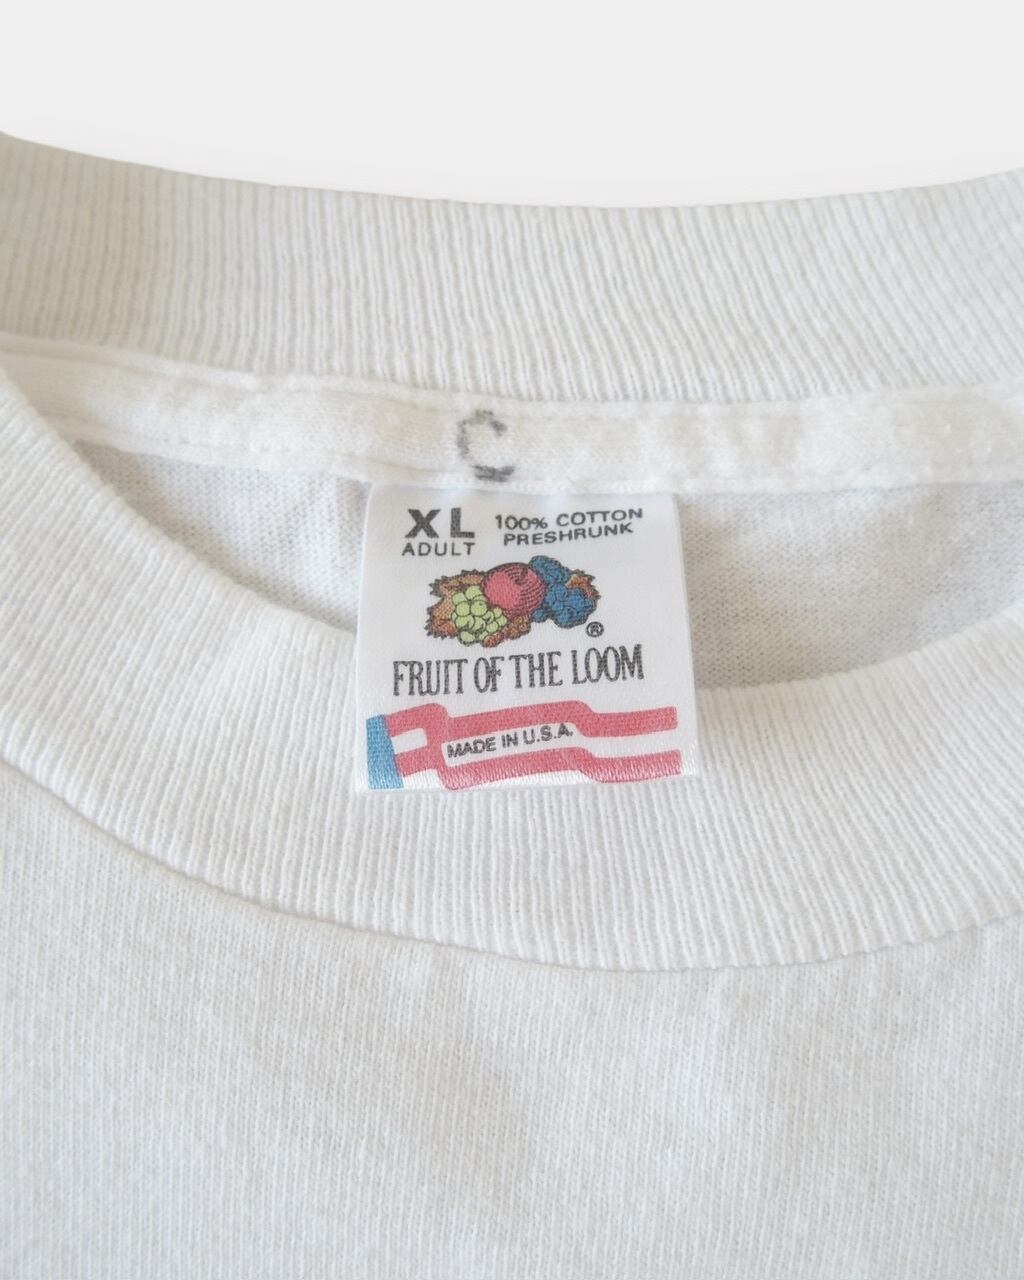 C
XL
ADULT
100% COTTON
PRESHRUNK
®
FRUIT OF THE LOOM
MADE IN U.S.A.